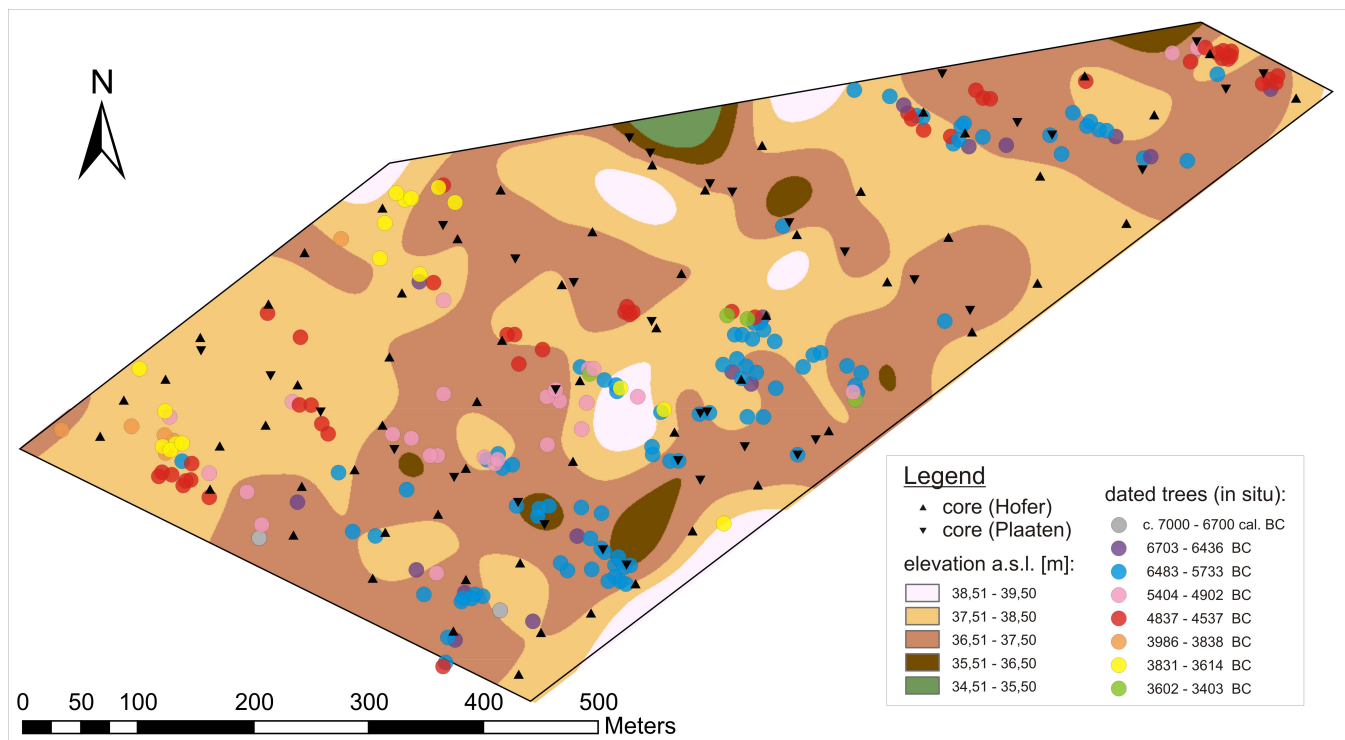 N
Legend
core (Hofer)
core (Plaaten)
elevation a.s.l. [m]:
38,51 - 39,50
37,51 - 38,50
36,51 - 37,50
35,51 - 36,50
34,51 - 35,50
dated trees (in situ):
c. 7000 - 6700 cal. BC
6703 - 6436 BC
6483 - 5733 BC
5404 - 4902 BC
4837 - 4537 BC
3986 - 3838 BC
3831 - 3614 BC
3602 - 3403 BC
0 50 100 200 300 400 500
Meters